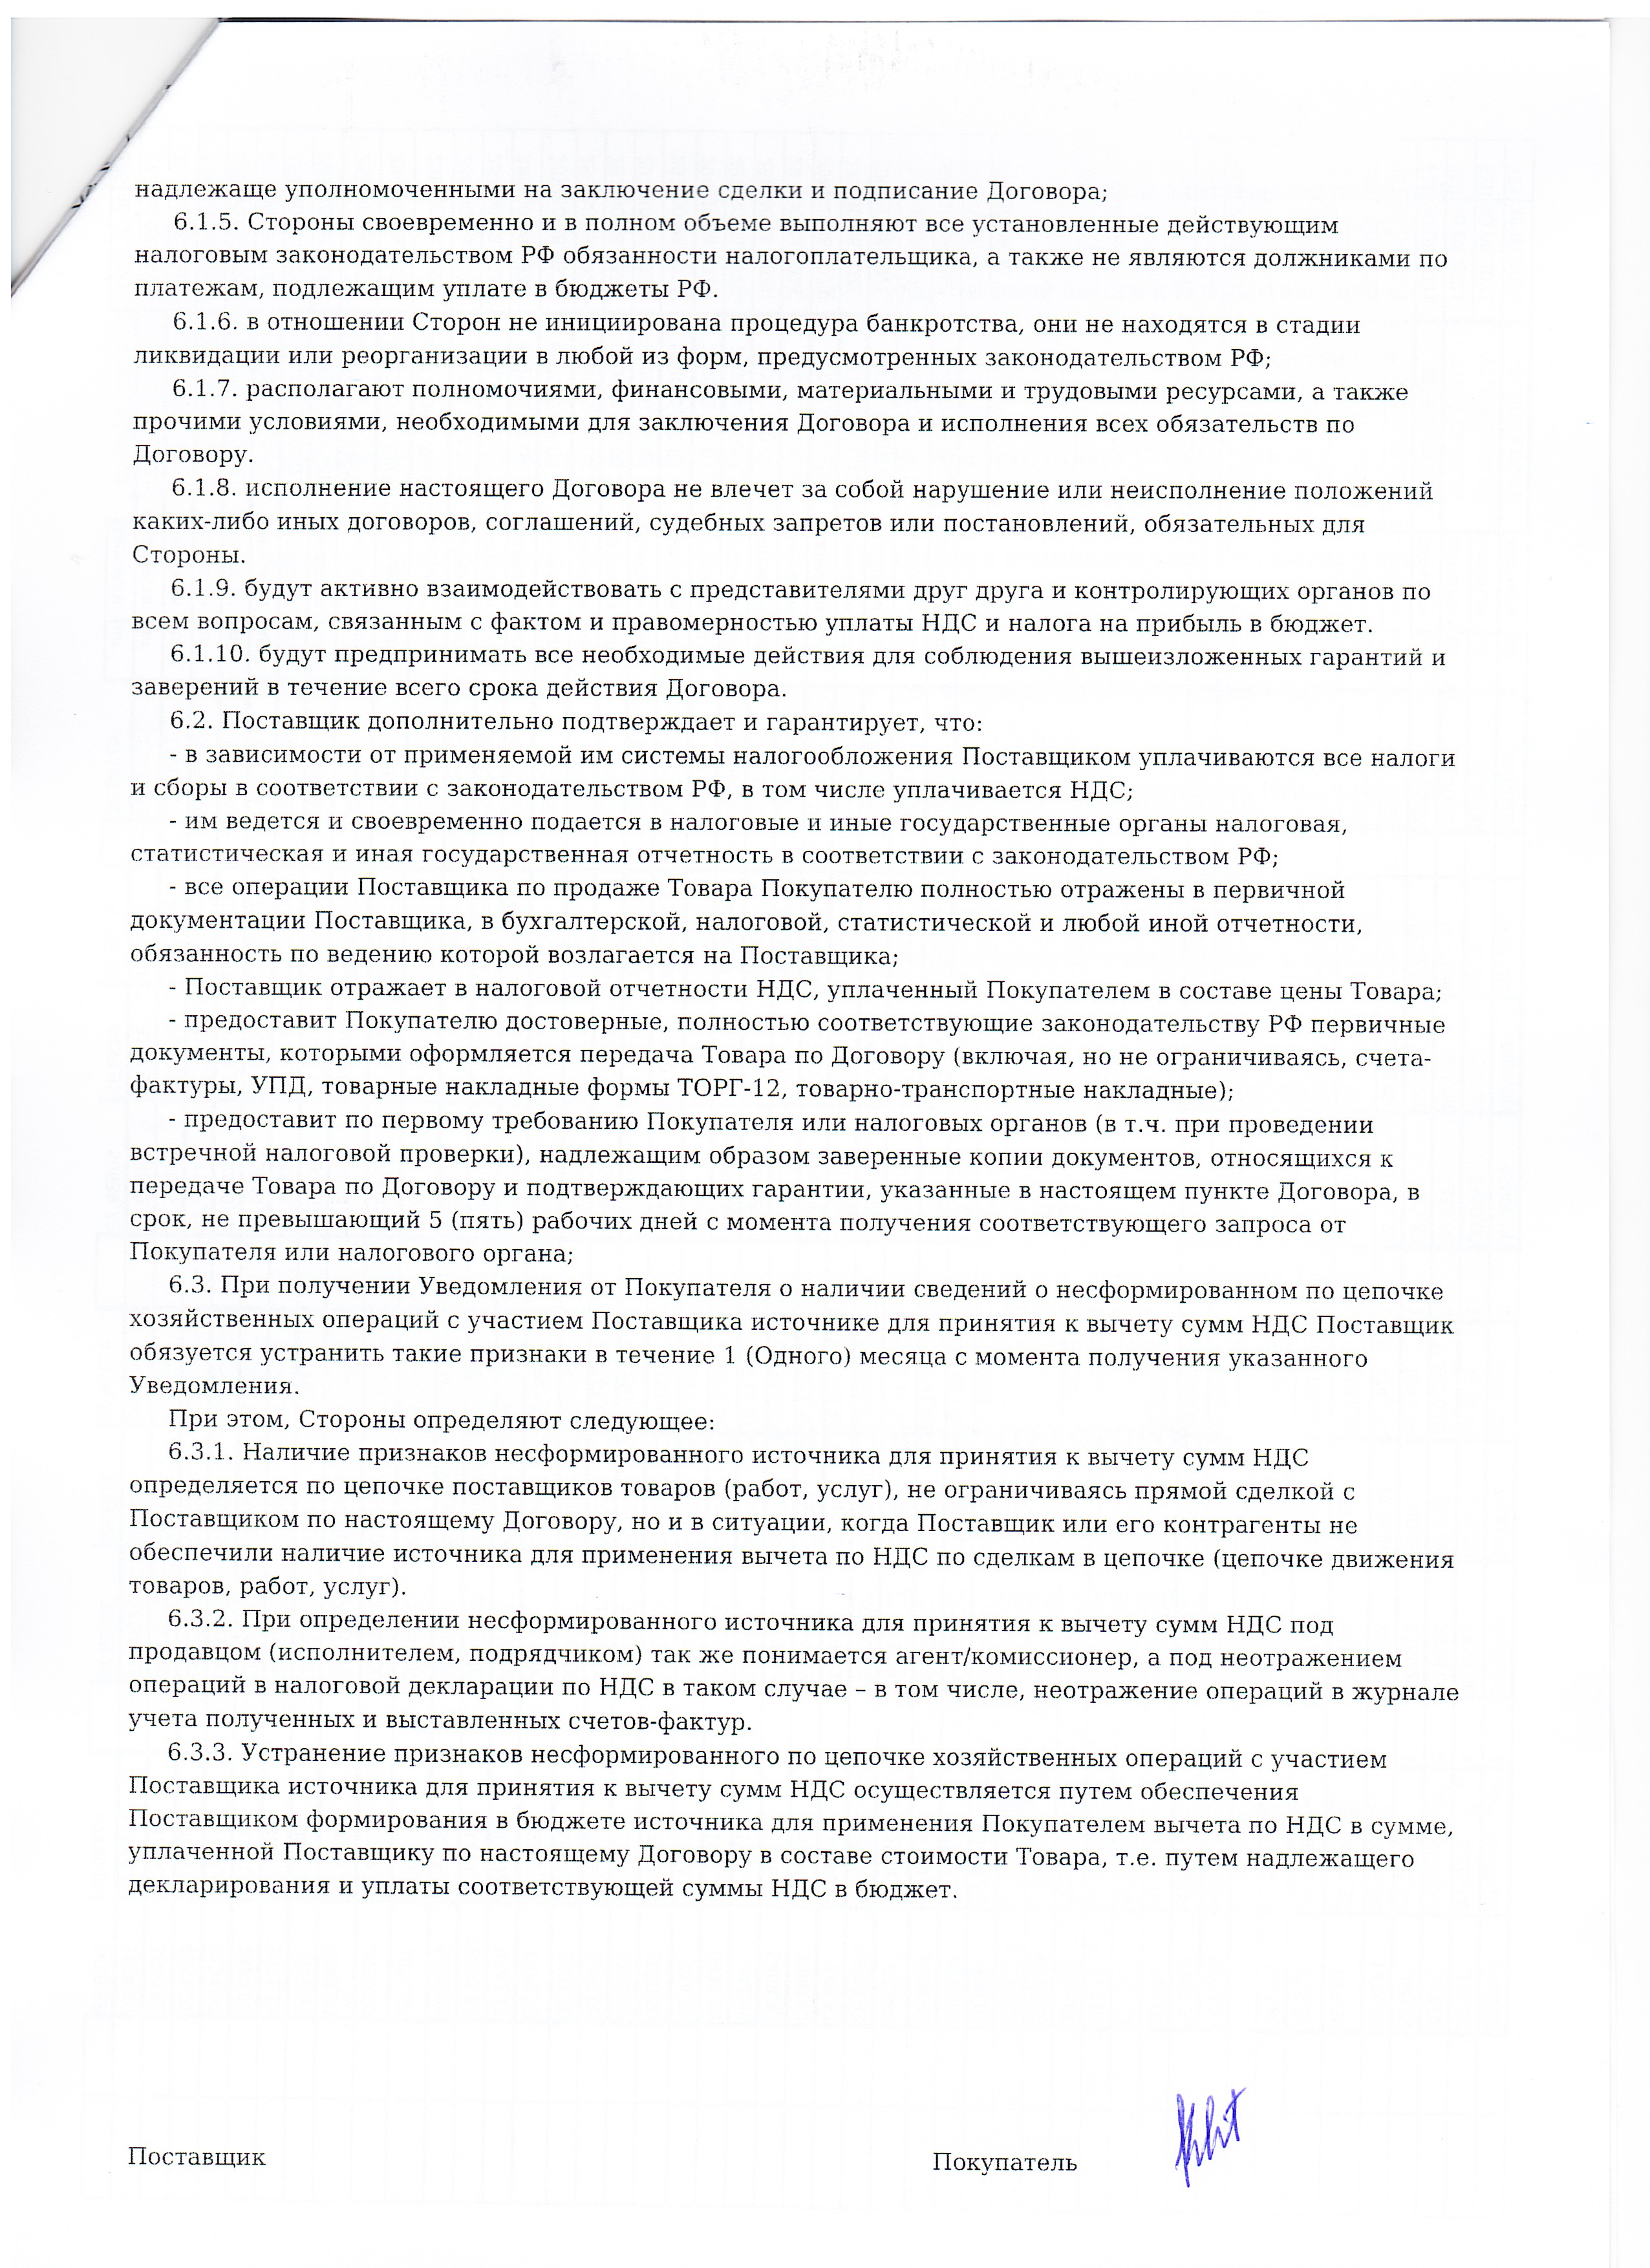 надлежаще уполномоченными на заключение сделки и подписание Договора;
6.1.5. Стороны своевременно и в полном объеме выполняют все установленные действующим
налоговым законодательством РФ обязанности налогоплательщика, а также не являются должниками по
платежам, подлежащим уплате в бюджеты РФ.
6.1.6. в отношении Сторон не инициирована процедура банкротства, они не находятся в стадии
ликвидации или реорганизации в любой из форм, предусмотренных законодательством РФ;
6.1.7. располагают полномочиями, финансовыми, материальными и трудовыми ресурсами, а также
прочими условиями, необходимыми для заключения Договора и исполнения всех обязательств по
Договору.
6.1.8. исполнение настоящего Договора не влечет за собой нарушение или неисполнение положений
каких-либо иных договоров, соглашений, судебных запретов или постановлений, обязательных для
Стороны.
6.1.9. будут активно взаимодействовать с представителями друг друга и контролирующих органов по
всем вопросам, связанным с фактом и правомерностью уплаты НДС и налога на прибыль в бюджет.
6.1.10. будут предпринимать все необходимые действия для соблюдения вышеизложенных гарантий и
заверений в течение всего срока действия Договора.
6.2. Поставщик дополнительно подтверждает и гарантирует, что:
- в зависимости от применяемой им системы налогообложения Поставщиком уплачиваются все налоги
и сборы в соответствии с законодательством РФ, в том числе уплачивается НДС;
- им ведется и своевременно подается в налоговые и иные государственные органы налоговая,
статистическая и иная государственная отчетность в соответствии с законодательством РФ;
- все операции Поставщика по продаже Товара Покупателю полностью отражены в первичной
документации Поставщика, в бухгалтерской, налоговой, статистической и любой иной отчетности,
обязанность по ведению которой возлагается на Поставщика;
- Поставщик отражает в налоговой отчетности НДС, уплаченный Покупателем в составе цены Товара;
- предоставит Покупателю достоверные, полностью соответствующие законодательству РФ первичные
документы, которыми оформляется передача Товара по Договору (включая, но не ограничиваясь, счета-
фактуры, УПД, товарные накладные формы ТОРГ-12, товарно-транспортные накладные);
- предоставит по первому требованию Покупателя или налоговых органов (в т.ч. при проведении
встречной налоговой проверки), надлежащим образом заверенные копии документов, относящихся к
передаче Товара по Договору и подтверждающих гарантии, указанные в настоящем пункте Договора, в
срок, не превышающий 5 (пять) рабочих дней с момента получения соответствующего запроса от
Покупателя или налогового органа;
6.3. При получении Уведомления от Покупателя о наличии сведений о несформированном по цепочке
хозяйственных операций с участием Поставщика источнике для принятия к вычету сумм НДС Поставщик
обязуется устранить такие признаки в течение 1 (Одного) месяца с момента получения указанного
Уведомления.
При этом, Стороны определяют следующее:
6.3.1. Наличие признаков несформированного источника для принятия к вычету сумм НДС
определяется по цепочке поставщиков товаров (работ, услуг), не ограничиваясь прямой сделкой с
Поставщиком по настоящему Договору, но и в ситуации, когда Поставщик или его контрагенты не
обеспечили наличие источника для применения вычета по НДС по сделкам в цепочке (цепочке движения
товаров, работ, услуг).
6.3.2. При определении несформированного источника для принятия к вычету сумм НДС под
продавцом (исполнителем, подрядчиком) так же понимается агент/комиссионер, а под неотражением
операций в налоговой декларации по НДС в таком случае – в том числе, неотражение операций в журнале
учета полученных и выставленных счетов-фактур.
6.3.3. Устранение признаков несформированного по цепочке хозяйственных операций с участием
Поставщика источника для принятия к вычету сумм НДС осуществляется путем обеспечения
Поставщиком формирования в бюджете источника для применения Покупателем вычета по НДС в сумме,
уплаченной Поставщику по настоящему Договору в составе стоимости Товара, т.е. путем надлежащего
декларирования и уплаты соответствующей суммы НДС в бюджет.
Поставщик
Покупатель